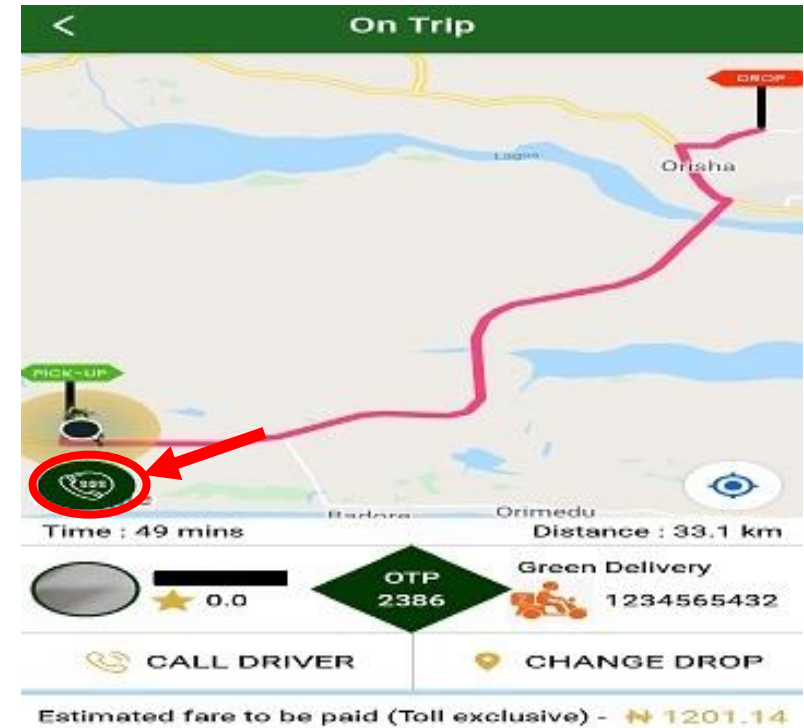 <
On Trip
DROP
Lagos
Orisha
PICK-UP
Badore
Orimedu
Time : 49 mins
Distance : 33.1 km
0.0
OTP
2386
Green Delivery
1234565432
CALL DRIVER
CHANGE DROP
Estimated fare to be paid (Toll exclusive) - ₦ 1201.14